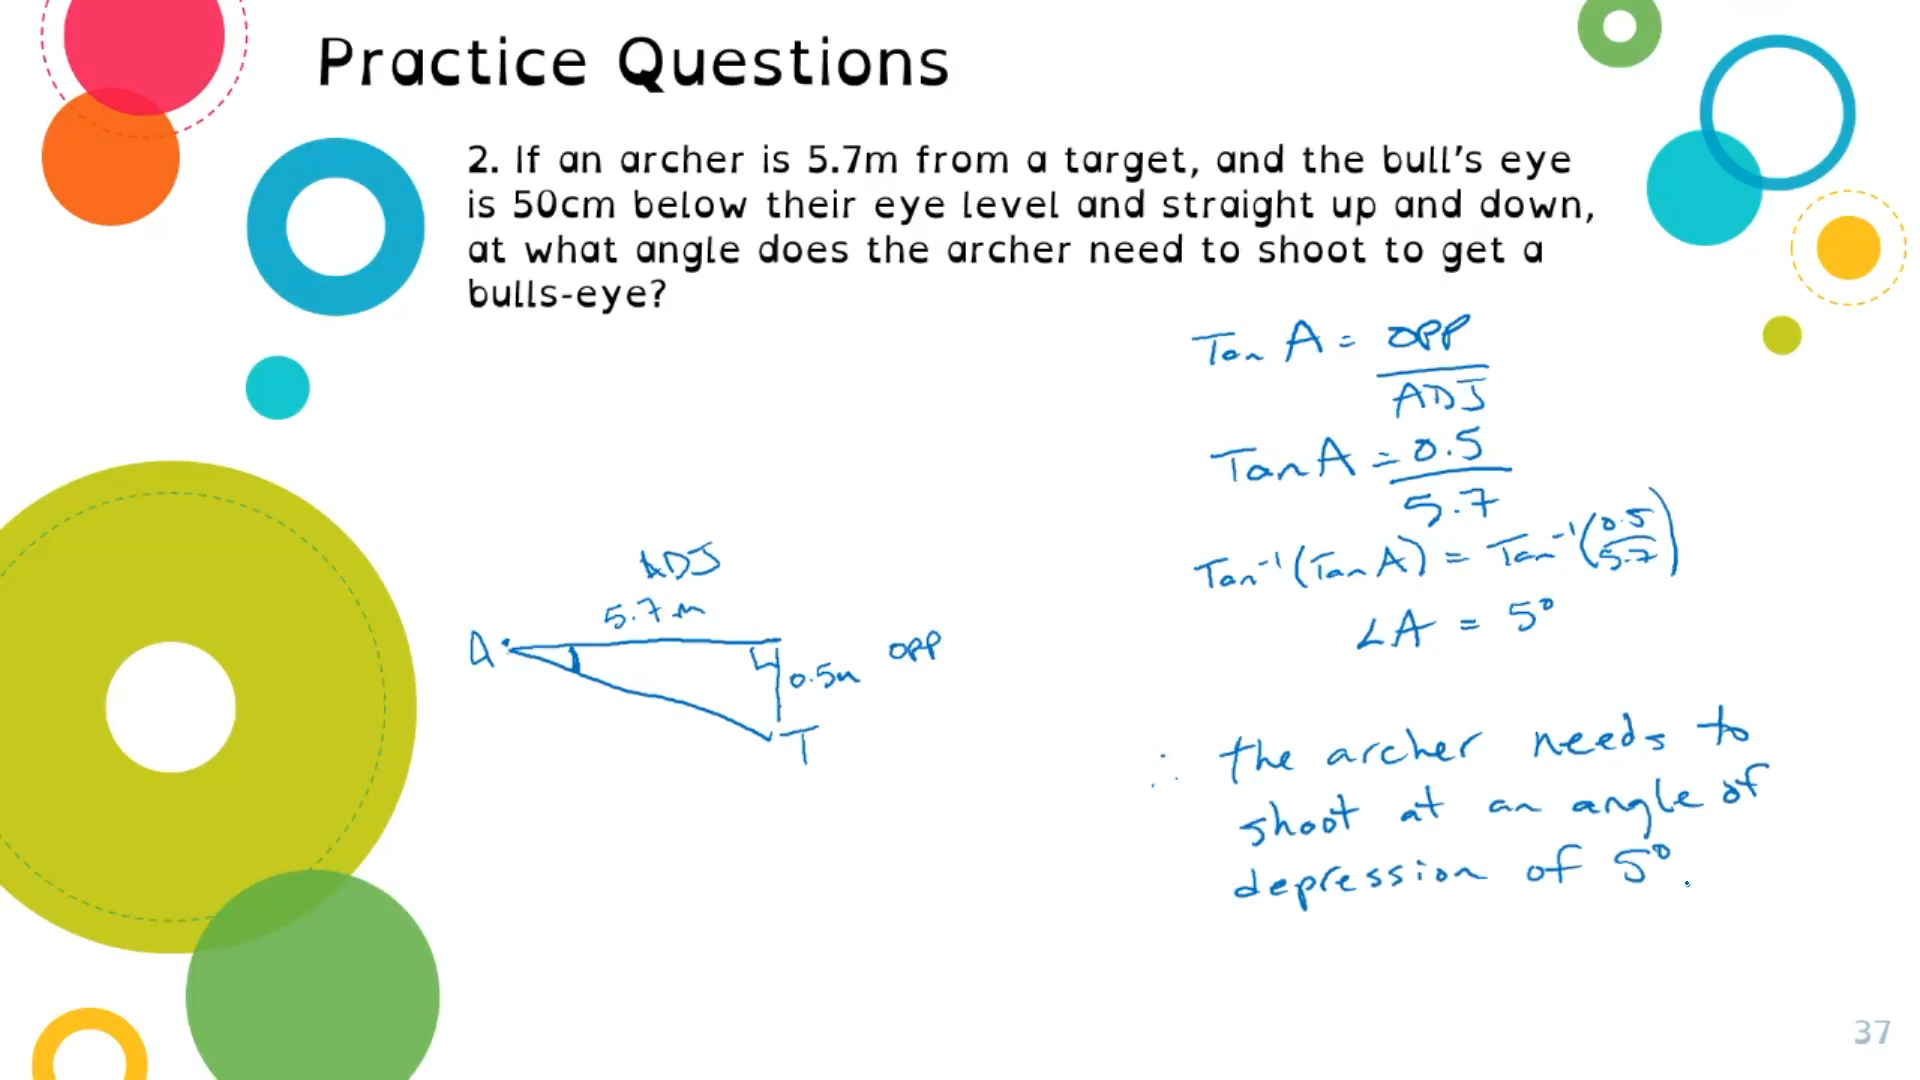 Practice Questions
2. If an archer is 5.7m from a target, and the bull's eye
is 50cm below their eye level and straight up and down,
at what angle does the archer need to shoot to get a
bulls-eye?
Tan A = OPP
ADJ
Tan A = 0.5
5.7
Tan⁻¹(Tan A) = Tan⁻¹(0.5
5.7)
∠A = 5°
ADJ
5.7m
A
0.5m
OPP
T
∴ the archer needs to
shoot at an angle of
depression of 5°.
37